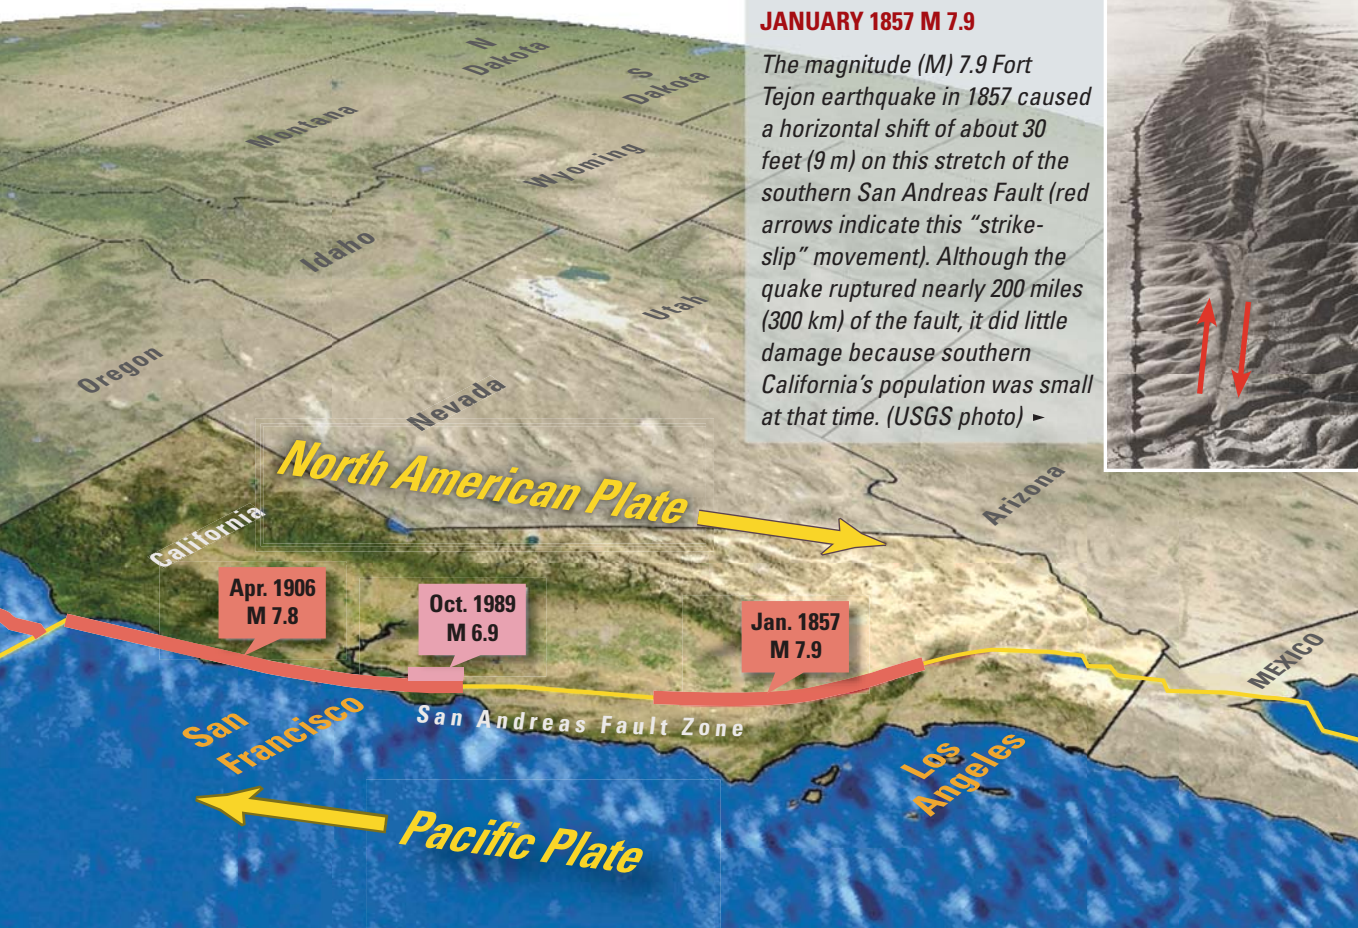 JANUARY 1857 M 7.9
The magnitude (M) 7.9 Fort
Tejon earthquake in 1857 caused
a horizontal shift of about 30
feet (9 m) on this stretch of the
southern San Andreas Fault (red
arrows indicate this “strike-
slip” movement). Although the
quake ruptured nearly 200 miles
(300 km) of the fault, it did little
damage because southern
California’s population was small
at that time. (USGS photo) ►
N
Dakota
S
Dakota
Montana
Wyoming
Idaho
Utah
Oregon
Nevada
North American Plate
Arizona
California
Apr. 1906
M 7.8
Oct. 1989
M 6.9
Jan. 1857
M 7.9
MEXICO
San Andreas Fault Zone
San
Francisco
Los
Angeles
Pacific Plate